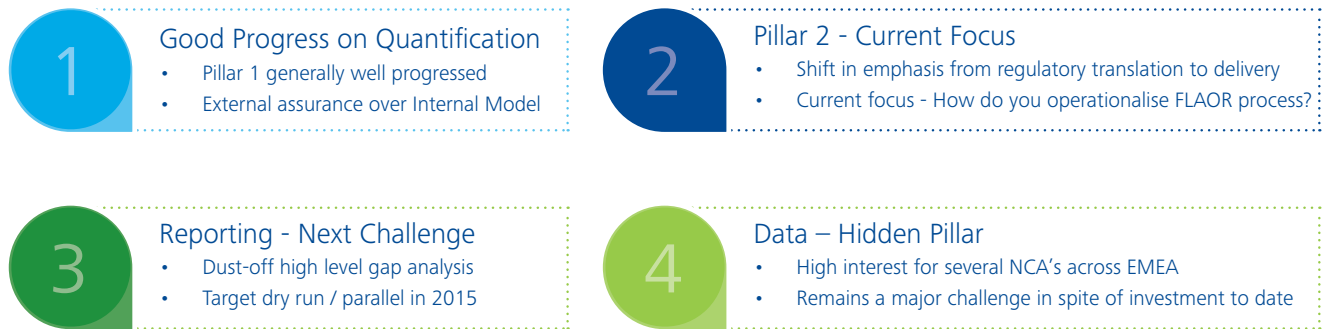 1
Good Progress on Quantification
• Pillar 1 generally well progressed
• External assurance over Internal Model
2
Pillar 2 - Current Focus
• Shift in emphasis from regulatory translation to delivery
• Current focus - How do you operationalise FLAOR process?
3
Reporting - Next Challenge
• Dust-off high level gap analysis
• Target dry run / parallel in 2015
4
Data – Hidden Pillar
• High interest for several NCA's across EMEA
• Remains a major challenge in spite of investment to date